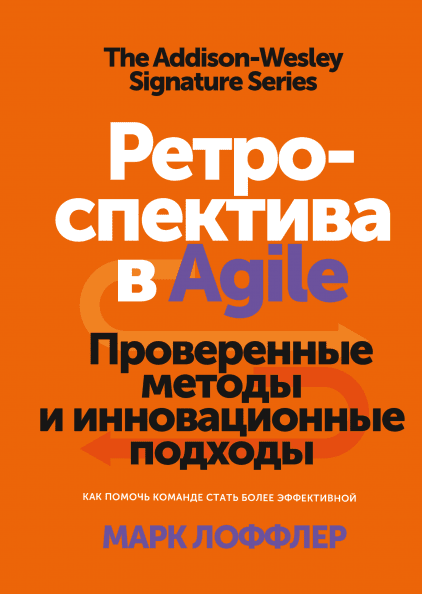 The Addison-Wesley
Signature Series
Ретро-
спектива
в Agile
Проверенные
методы
и инновационные
подходы
КАК ПОМОЧЬ КОМАНДЕ СТАТЬ БОЛЕЕ ЭФФЕКТИВНОЙ
МАРК ЛОФФЛЕР